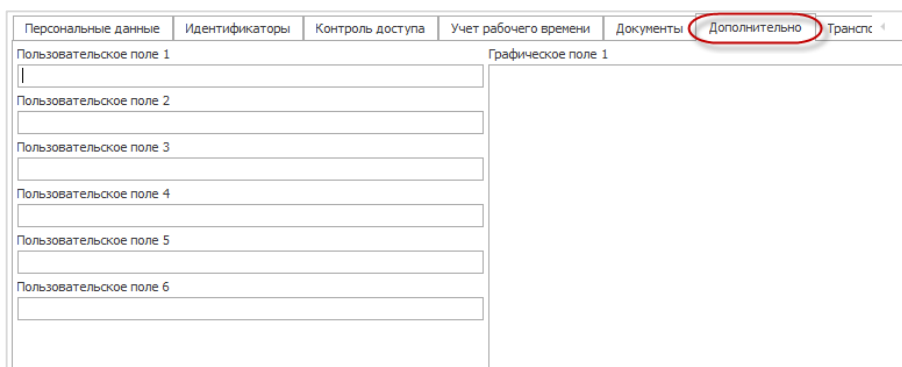 Персональные данные Идентификаторы Контроль доступа Учет рабочего времени Документы Дополнительно Трансп
Пользовательское поле 1 Графическое поле 1
Пользовательское поле 2
Пользовательское поле 3
Пользовательское поле 4
Пользовательское поле 5
Пользовательское поле 6